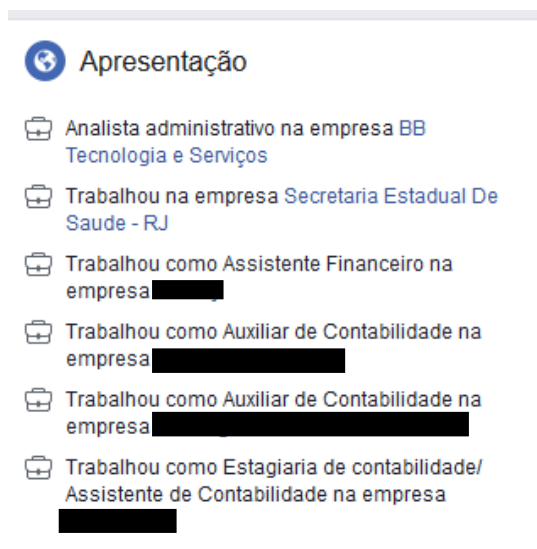 Apresentação
Analista administrativo na empresa BB
Tecnologia e Serviços
Trabalhou na empresa Secretaria Estadual De
Saude - RJ
Trabalhou como Assistente Financeiro na
empresa
Trabalhou como Auxiliar de Contabilidade na
empresa
Trabalhou como Auxiliar de Contabilidade na
empresa
Trabalhou como Estagiaria de contabilidade/
Assistente de Contabilidade na empresa